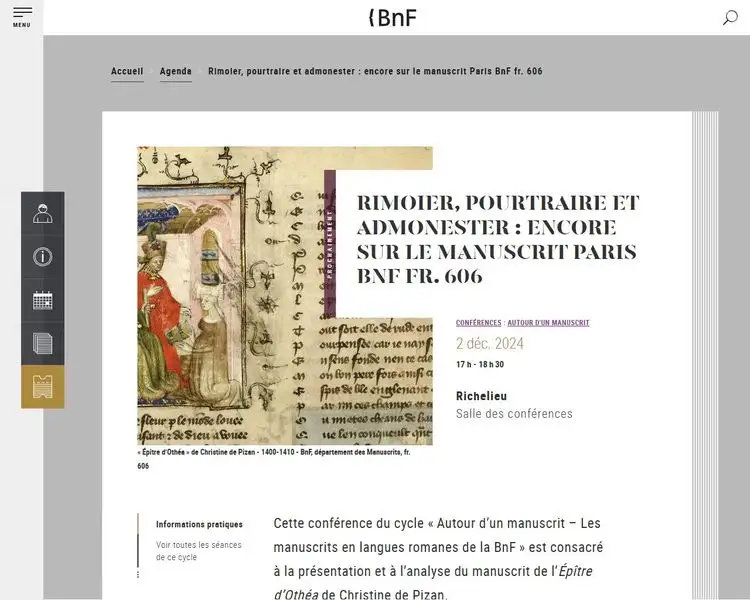 MENU
{BnF
Accueil Agenda Rimoier, pourtraire et admonester : encore sur le manuscrit Paris BnF fr. 606
PROCHAINEMENT
RIMOIER, POURTRAIRE ET
ADMONESTER : ENCORE
SUR LE MANUSCRIT PARIS
BNF FR. 606
CONFÉRENCES : AUTOUR D'UN MANUSCRIT
2 déc. 2024
17 h - 18 h 30
Richelieu
Salle des conférences
« Épître d'Othéa » de Christine de Pizan - 1400-1410 - BnF, département des Manuscrits, fr.
606
Informations pratiques
Voir toutes les séances
de ce cycle
Cette conférence du cycle « Autour d'un manuscrit – Les
manuscrits en langues romanes de la BnF » est consacré
à la présentation et à l'analyse du manuscrit de l'Épître
d'Othéa de Christine de Pizan.